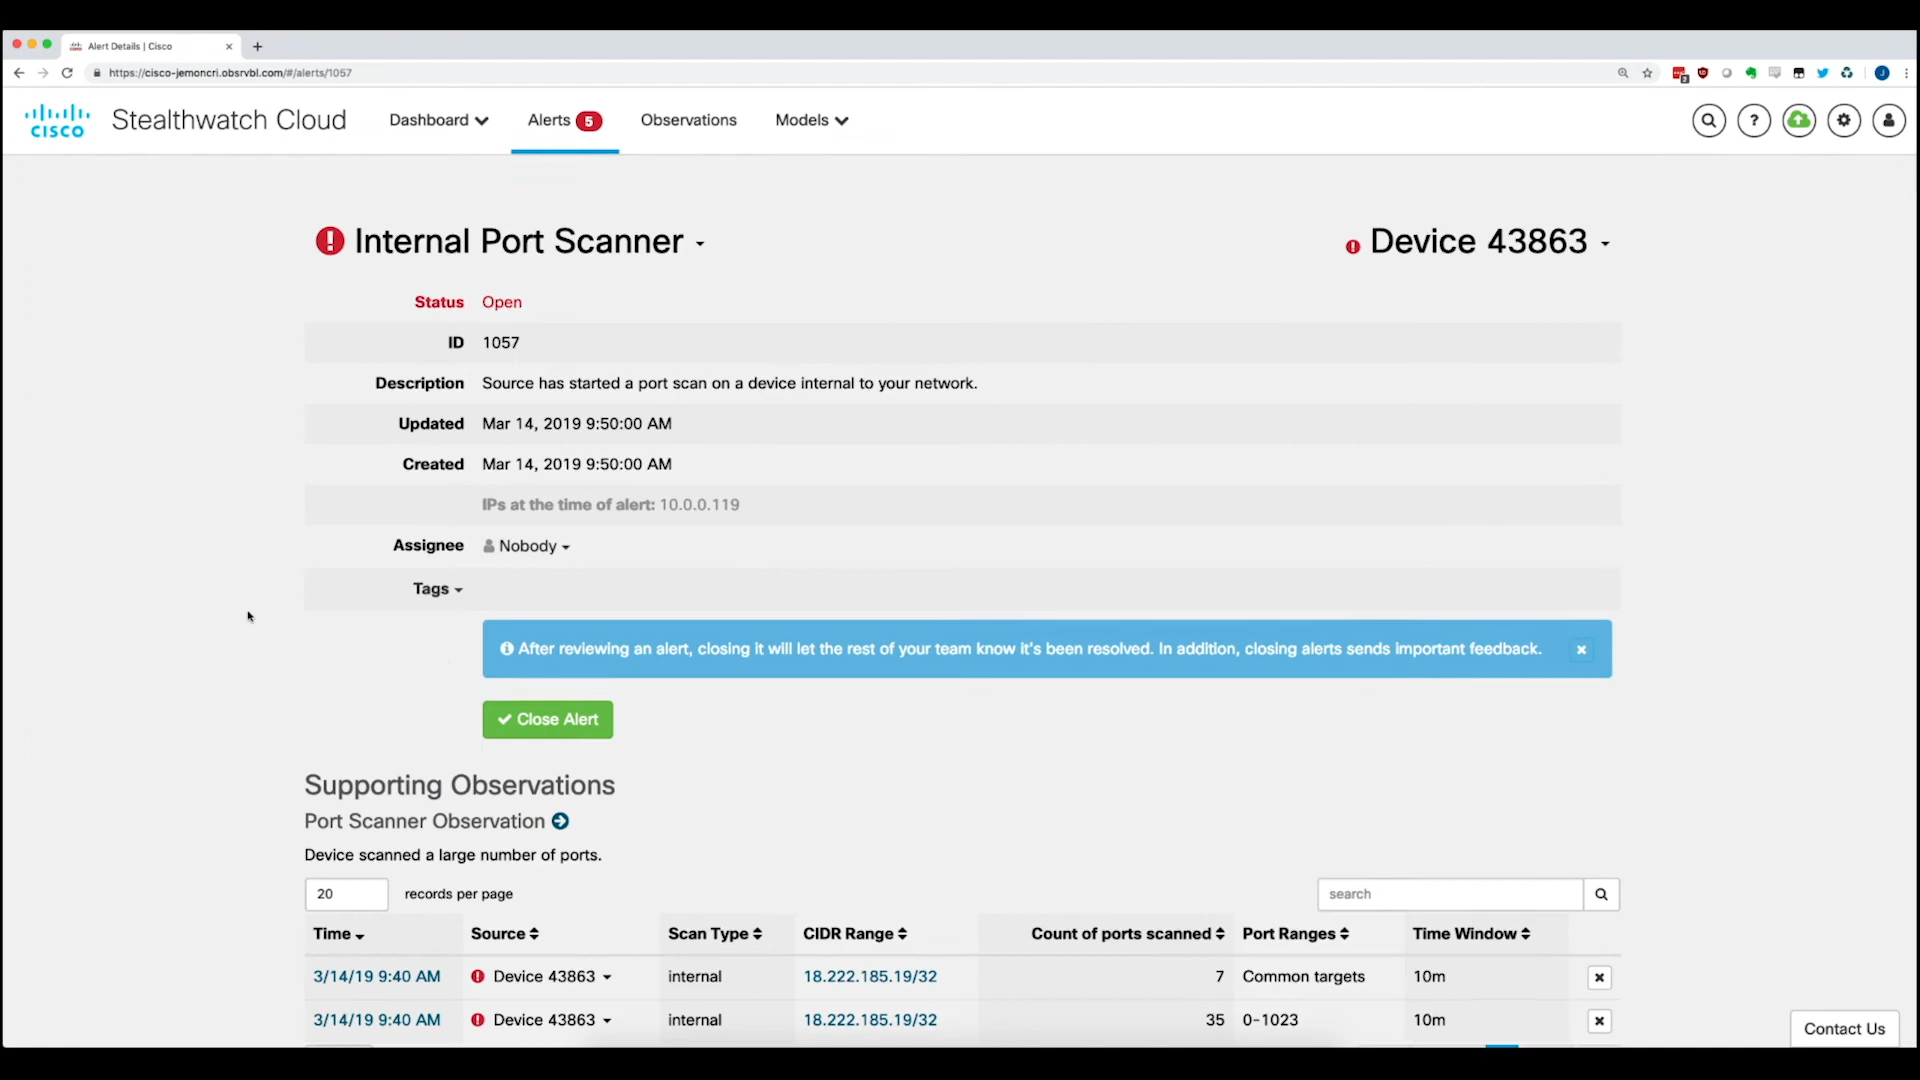 Alert Details | Cisco
https://cisco-jemoncri.obsrvbl.com/#/alerts/1057
CISCO
Stealthwatch Cloud
Dashboard
Alerts 5
Observations
Models
Internal Port Scanner
Device 43863
Status Open
ID 1057
Description Source has started a port scan on a device internal to your network.
Updated Mar 14, 2019 9:50:00 AM
Created Mar 14, 2019 9:50:00 AM
IPs at the time of alert: 10.0.0.119
Assignee Nobody
Tags
After reviewing an alert, closing it will let the rest of your team know it's been resolved. In addition, closing alerts sends important feedback.
Close Alert
Supporting Observations
Port Scanner Observation
Device scanned a large number of ports.
20 records per page
search
Time Source Scan Type CIDR Range Count of ports scanned Port Ranges Time Window
3/14/19 9:40 AM Device 43863 internal 18.222.185.19/32 7 Common targets 10m
3/14/19 9:40 AM Device 43863 internal 18.222.185.19/32 35 0-1023 10m
Contact Us